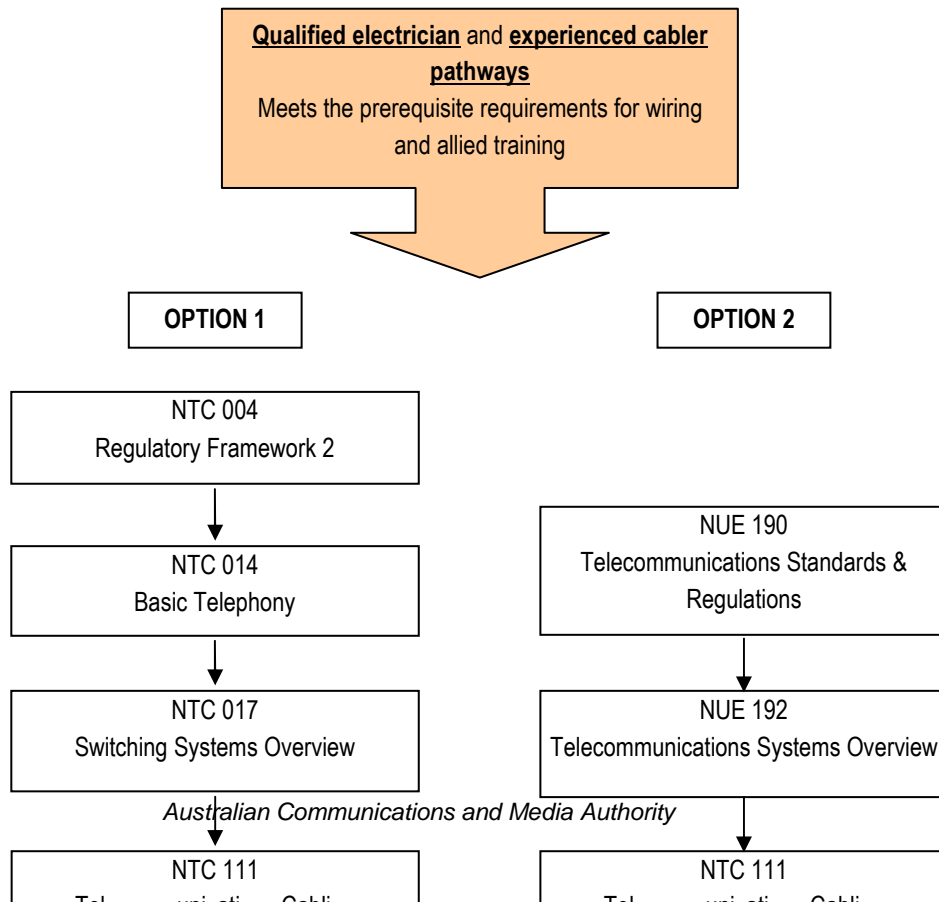 Qualified electrician and experienced cabler
pathways
Meets the prerequisite requirements for wiring
and allied training
OPTION 1
OPTION 2
NTC 004
Regulatory Framework 2
NTC 014
Basic Telephony
NTC 017
Switching Systems Overview
NUE 190
Telecommunications Standards &
Regulations
NUE 192
Telecommunications Systems Overview
Australian Communications and Media Authority
NTC 111
NTC 111